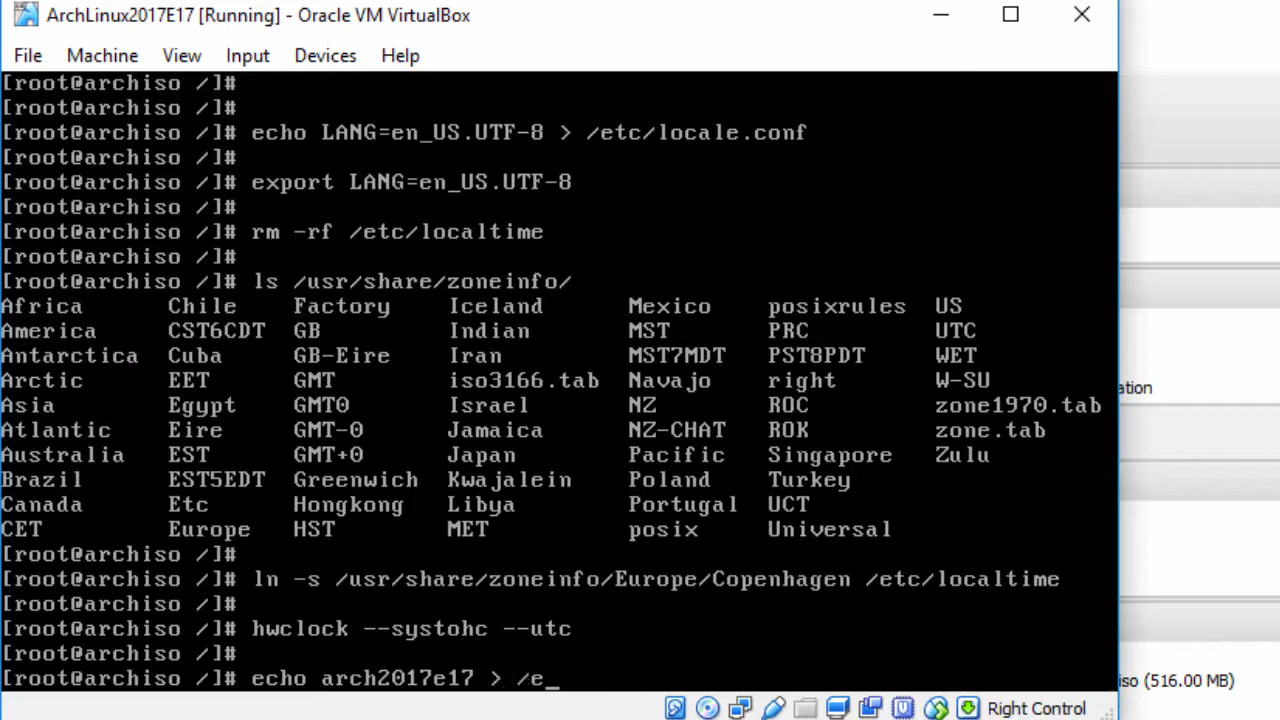 ArchLinux2017E17 [Running] - Oracle VM VirtualBox
File Machine View Input Devices Help
[root@archiso /]#
[root@archiso /]#
[root@archiso /]# echo LANG=en_US.UTF-8 > /etc/locale.conf
[root@archiso /]#
[root@archiso /]# export LANG=en_US.UTF-8
[root@archiso /]#
[root@archiso /]# rm -rf /etc/localtime
[root@archiso /]#
[root@archiso /]# ls /usr/share/zoneinfo/
Africa Chile Factory Iceland Mexico posixrules US
America CST6CDT GB Indian MST PRC UTC
Antarctica Cuba GB-Eire Iran MST7MDT PST8PDT WET
Arctic EET GMT iso3166.tab Navajo right W-SU
Asia Egypt GMT0 Israel NZ ROC zone1970.tab
Atlantic Eire GMT-0 Jamaica NZ-CHAT ROK zone.tab
Australia EST GMT+0 Japan Pacific Singapore Zulu
Brazil EST5EDT Greenwich Kwajalein Poland Turkey
Canada Etc Hongkong Libya Portugal UCT
CET Europe HST MET posix Universal
[root@archiso /]#
[root@archiso /]# ln -s /usr/share/zoneinfo/Europe/Copenhagen /etc/localtime
[root@archiso /]#
[root@archiso /]# hwclock --systohc --utc
[root@archiso /]#
[root@archiso /]# echo arch2017e17 > /e_
Right Control
ation
iso (516.00 MB)